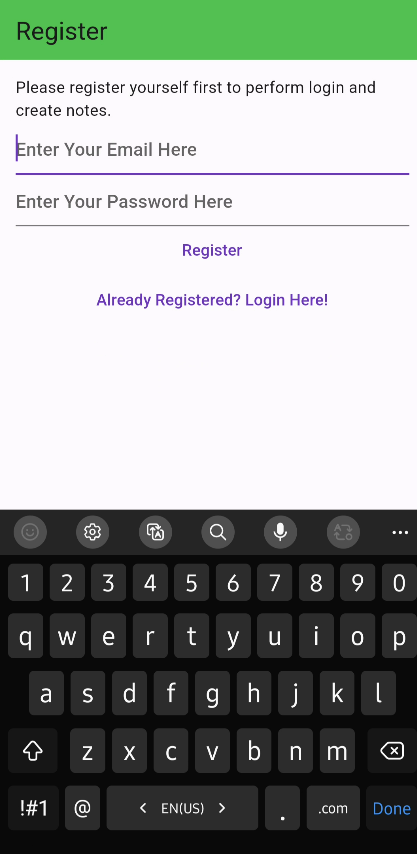 Register
Please register yourself first to perform login and
create notes.
Enter Your Email Here
Enter Your Password Here
Register
Already Registered? Login Here!
1 2 3 4 5 6 7 8 9 0
q w e r t y u i o p
a s d f g h j k l
z x c v b n m
!#1 @ < EN(US) > . .com Done